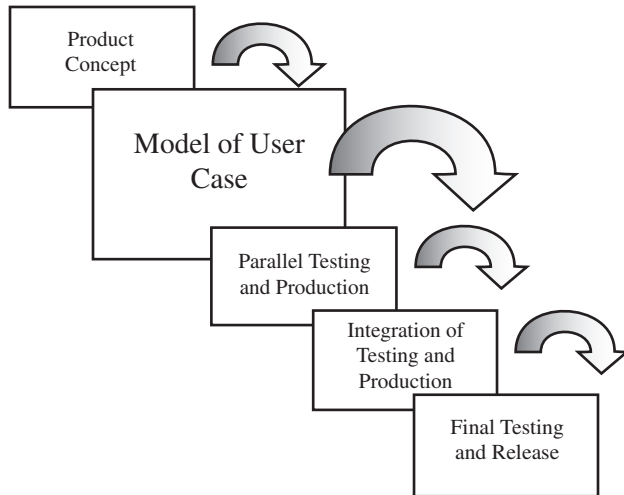 Product
Concept
Model of User
Case
Parallel Testing
and Production
Integration of
Testing and
Production
Final Testing
and Release